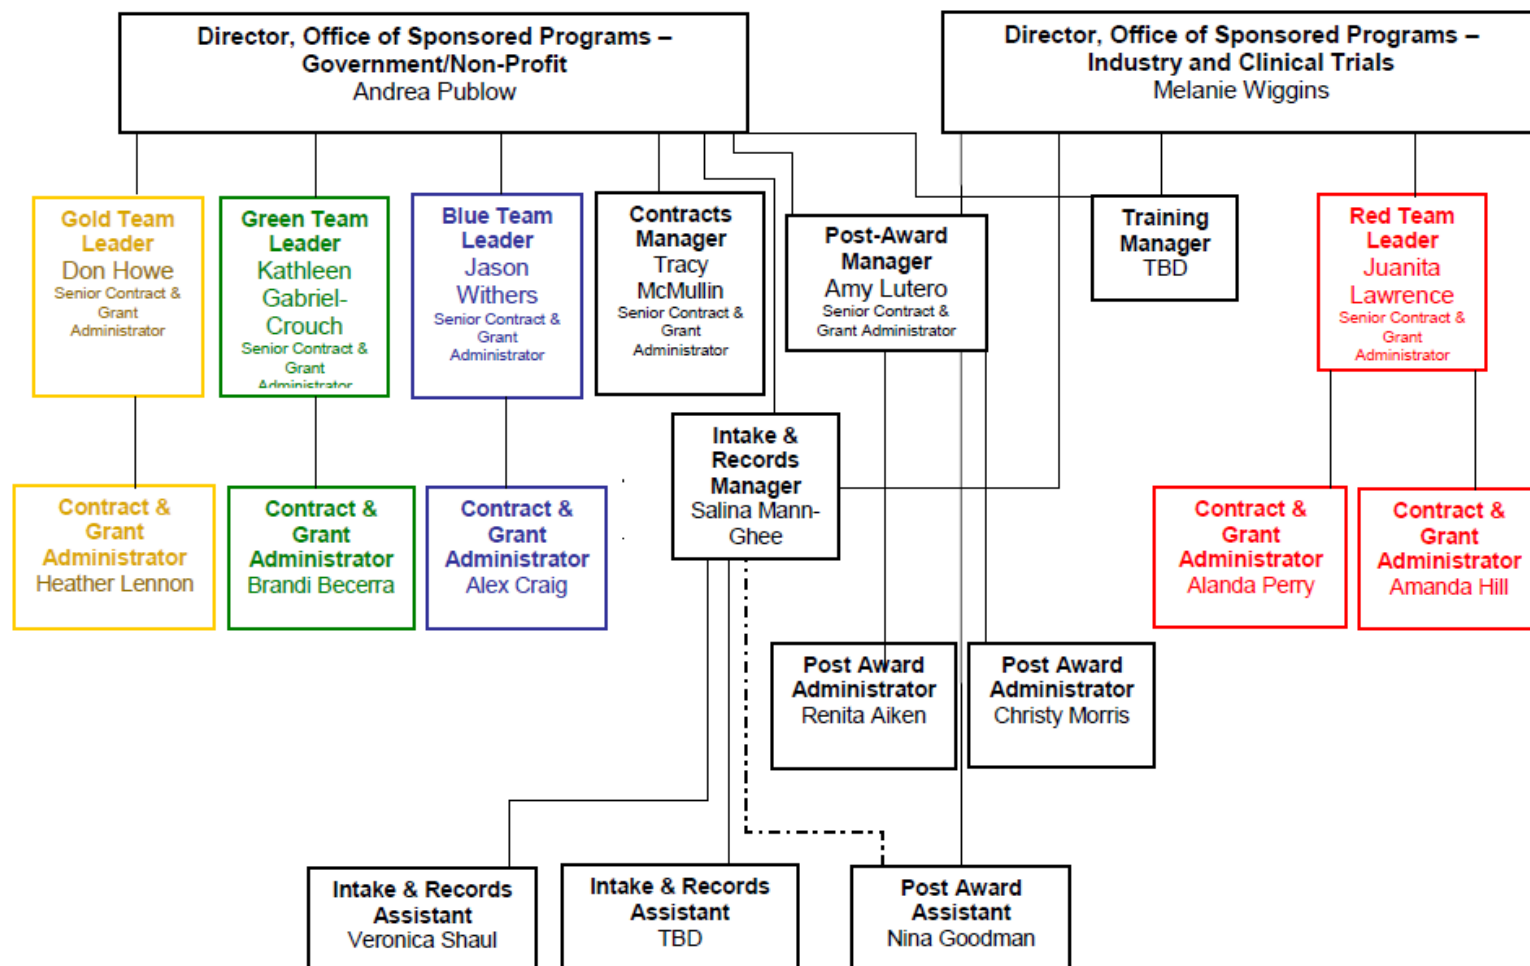 Director, Office of Sponsored Programs –
Government/Non-Profit
Andrea Publow
Director, Office of Sponsored Programs –
Industry and Clinical Trials
Melanie Wiggins
Gold Team
Leader
Don Howe
Senior Contract &
Grant
Administrator
Green Team
Leader
Kathleen
Gabriel-
Crouch
Senior Contract &
Grant
Administrator
Blue Team
Leader
Jason
Withers
Senior Contract &
Grant
Administrator
Contracts
Manager
Tracy
McMullin
Senior Contract &
Grant
Administrator
Post-Award
Manager
Amy Lutero
Senior Contract &
Grant Administrator
Training
Manager
TBD
Red Team
Leader
Juanita
Lawrence
Senior Contract &
Grant
Administrator
Intake &
Records
Manager
Salina Mann-
Ghee
Contract &
Grant
Administrator
Heather Lennon
Contract &
Grant
Administrator
Brandi Becerra
Contract &
Grant
Administrator
Alex Craig
Contract &
Grant
Administrator
Alanda Perry
Contract &
Grant
Administrator
Amanda Hill
Post Award
Administrator
Renita Aiken
Post Award
Administrator
Christy Morris
Intake & Records
Assistant
Veronica Shaul
Intake & Records
Assistant
TBD
Post Award
Assistant
Nina Goodman